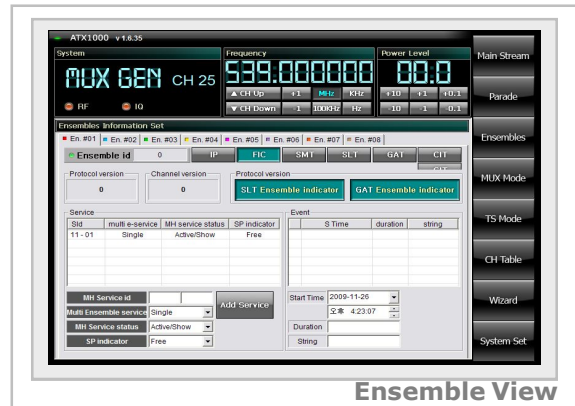 ATX1000 v 1.6.35
System
MUX GEN CH 25
RF IQ
Frequency
539.000000
▲ CH Up +1 MHz KHz
▼ CH Down -1 100KHz Hz
Power Level
00.0
+10 +1 +0.1
-10 -1 -0.1
Main Stream
Parade
Ensembles
MUX Mode
TS Mode
CH Table
Wizard
System Set
Ensembles Information Set
En. #01 En. #02 En. #03 En. #04 En. #05 En. #06 En. #07 En. #08
Ensemble id 0 IP FIC SMT SLT GAT CIT
Protocol version Channel version Protocol version
0 0 SLT Ensemble indicator GAT Ensemble indicator
Service
SId multi e-service MH service status SP indicator
11 - 01 Single Active/Show Free
Event
S Time duration string
MH Service id
Multi Ensemble service Single
MH Service status Active/Show
SP indicator Free
Add Service
Start Time 2009-11-26
오후 4:23:07
Duration
String
Ensemble View